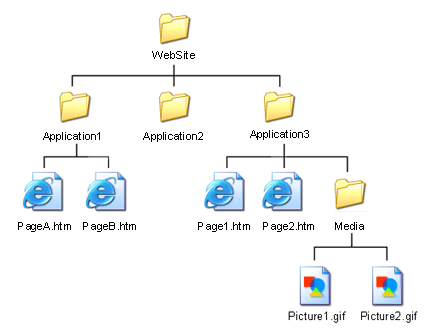 WebSite
Application1
Application2
Application3
PageA.htm
PageB.htm
Page1.htm
Page2.htm
Media
Picture1.gif
Picture2.gif